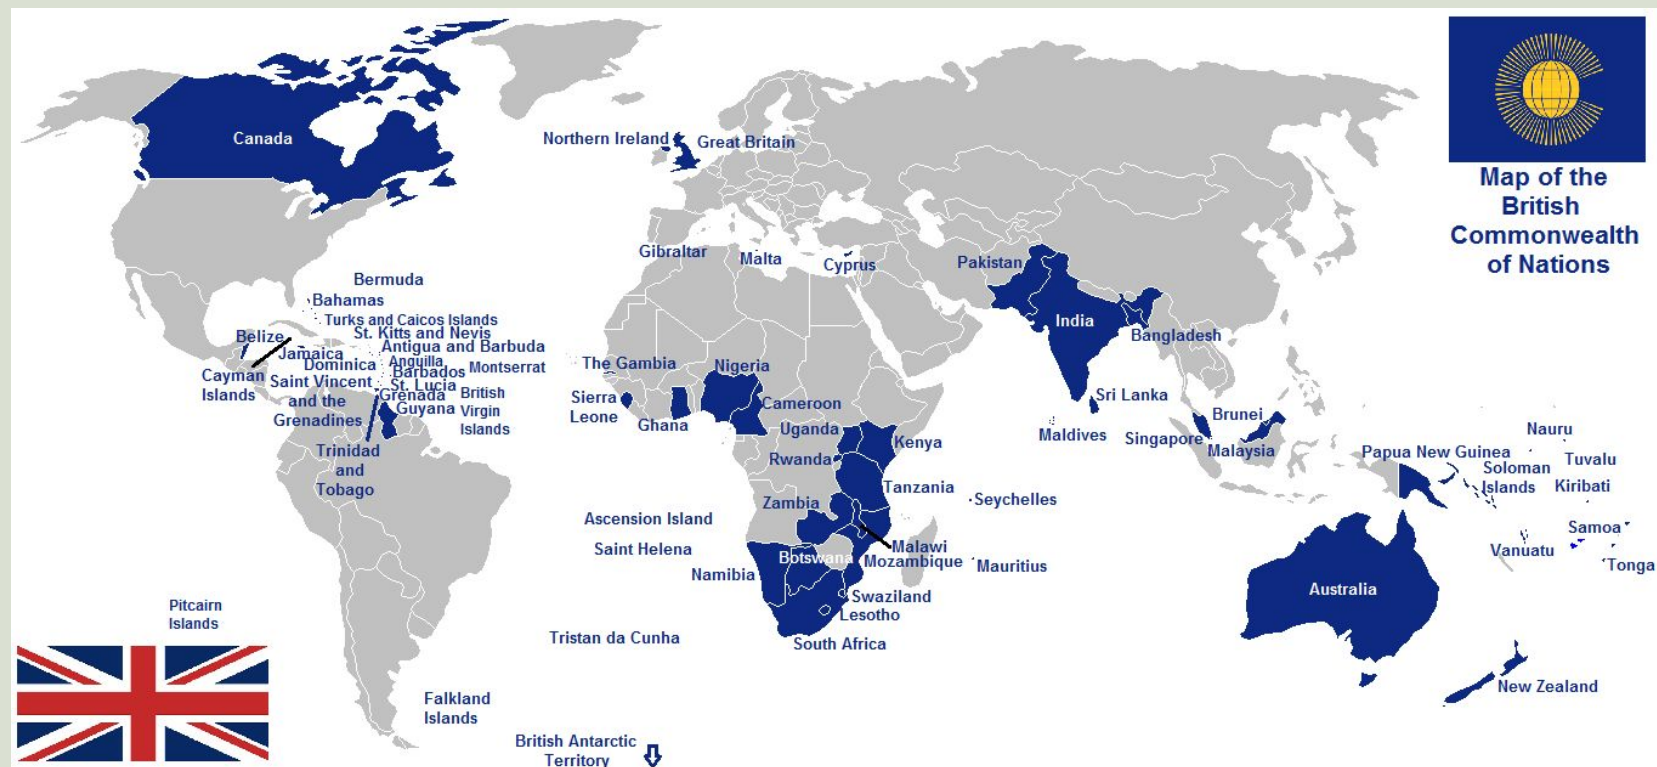 Map of the
British
Commonwealth
of Nations
Canada
Northern Ireland
Great Britain
Gibraltar
Malta
Cyprus
Pakistan
India
Bangladesh
Bermuda
Bahamas
Turks and Caicos Islands
St. Kitts and Nevis
Belize
Antigua and Barbuda
Jamaica
Anguilla
Dominica
Barbados
Montserrat
Cayman
Islands
Saint Vincent
and the
Grenadines
St. Lucia
Grenada
British
Virgin
Islands
Guyana
Trinidad
and
Tobago
The Gambia
Nigeria
Sierra
Leone
Ghana
Cameroon
Uganda
Kenya
Rwanda
Tanzania
Zambia
Seychelles
Sri Lanka
Maldives
Singapore
Brunei
Malaysia
Nauru
Papua New Guinea
Soloman
Islands
Tuvalu
Kiribati
Samoa
Vanuatu
Tonga
Ascension Island
Saint Helena
Namibia
Botswana
Malawi
Mozambique
Mauritius
Swaziland
Lesotho
South Africa
Australia
New Zealand
Pitcairn
Islands
Tristan da Cunha
Falkland
Islands
British Antarctic
Territory